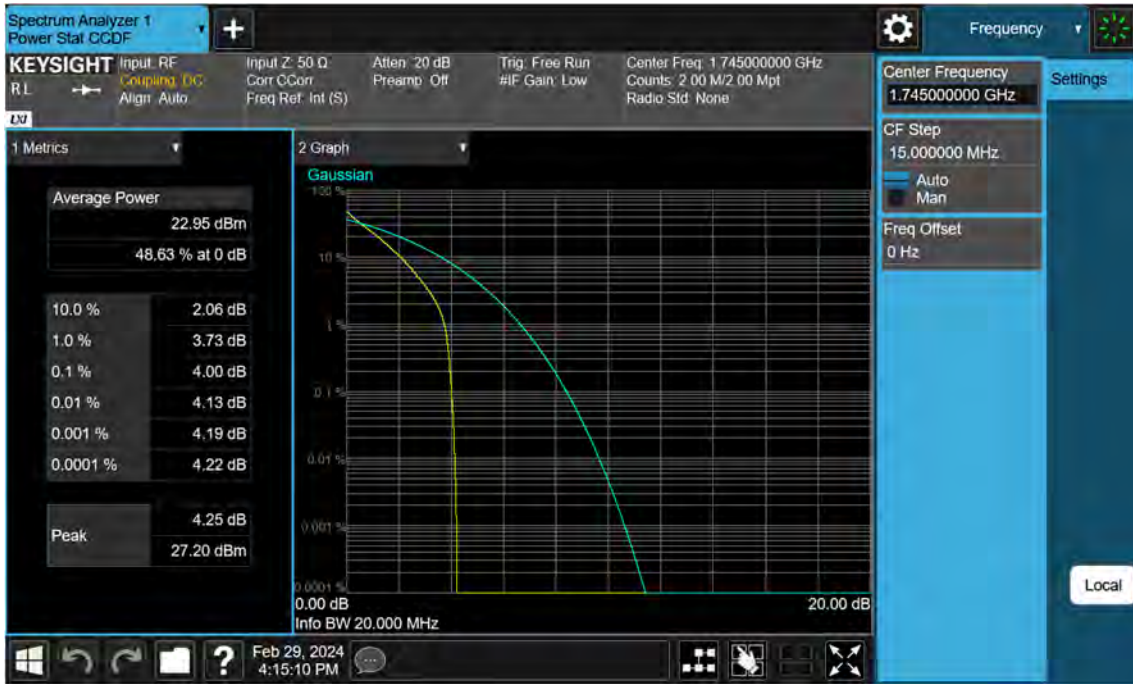 Spectrum Analyzer 1
Power Stat CCDF
+
Frequency
KEYSIGHT
R L
LXI
Input: RF
Coupling: DC
Align: Auto
Input Z: 50 Ω
Corr CCorr
Freq Ref: Int (S)
Atten: 20 dB
Preamp: Off
Trig: Free Run
#IF Gain: Low
Center Freq: 1.745000000 GHz
Counts: 2.00 M/2.00 Mpt
Radio Std: None
Center Frequency
1.745000000 GHz
Settings
CF Step
15.000000 MHz
Auto
Man
Freq Offset
0 Hz
1 Metrics
Average Power
22.95 dBm
48.63 % at 0 dB
10.0 % 2.06 dB
1.0 % 3.73 dB
0.1 % 4.00 dB
0.01 % 4.13 dB
0.001 % 4.19 dB
0.0001 % 4.22 dB
Peak
4.25 dB
27.20 dBm
2 Graph
Gaussian
100 %
10 %
1 %
0.1 %
0.01 %
0.001 %
0.0001 %
0.00 dB 20.00 dB
Info BW 20.000 MHz
Local
?
Feb 29, 2024
4:15:10 PM